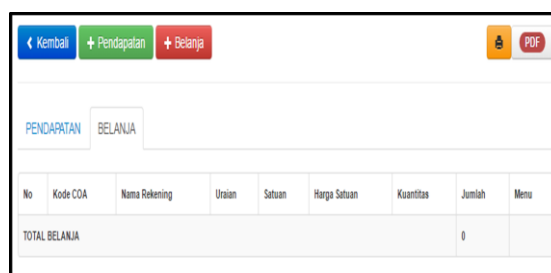 Kembali + Pendapatan + Belanja PDF
PENDAPATAN BELANJA
No Kode COA Nama Rekening Uraian Satuan Harga Satuan Kuantitas Jumlah Menu
TOTAL BELANJA 0